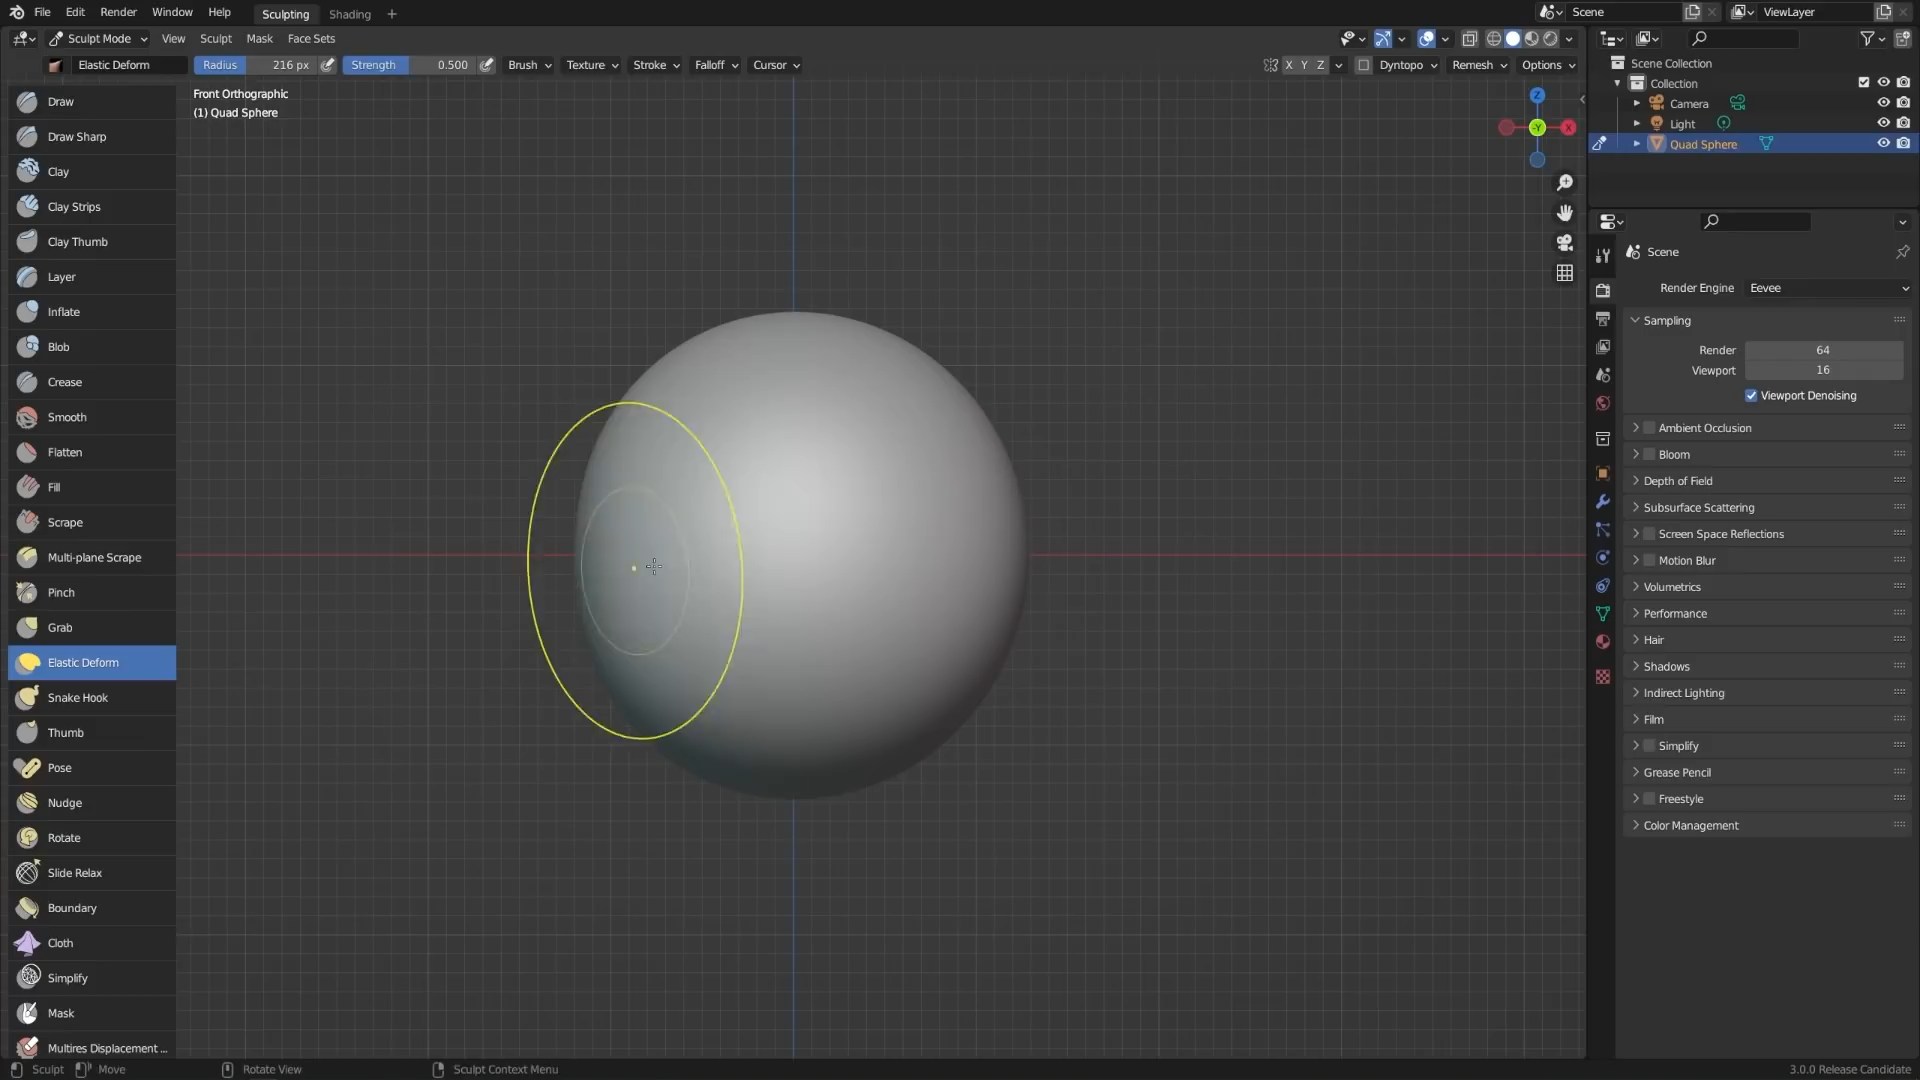 File Edit Render Window Help Sculpting Shading + Scene ViewLayer
Sculpt Mode View Sculpt Mask Face Sets
Elastic Deform Radius 216 px Strength 0.500 Brush Texture Stroke Falloff Cursor X Y Z Dyntopo Remesh Options
Front Orthographic
(1) Quad Sphere
Draw
Draw Sharp
Clay
Clay Strips
Clay Thumb
Layer
Inflate
Blob
Crease
Smooth
Flatten
Fill
Scrape
Multi-plane Scrape
Pinch
Grab
Elastic Deform
Snake Hook
Thumb
Pose
Nudge
Rotate
Slide Relax
Boundary
Cloth
Simplify
Mask
Multires Displacement ...
Z
-Y
X
Scene Collection
Collection
Camera
Light
Quad Sphere
Scene
Render Engine Eevee
Sampling
Render 64
Viewport 16
Viewport Denoising
Ambient Occlusion
Bloom
Depth of Field
Subsurface Scattering
Screen Space Reflections
Motion Blur
Volumetrics
Performance
Hair
Shadows
Indirect Lighting
Film
Simplify
Grease Pencil
Freestyle
Color Management
Sculpt Move Rotate View Sculpt Context Menu 3.0.0 Release Candidate